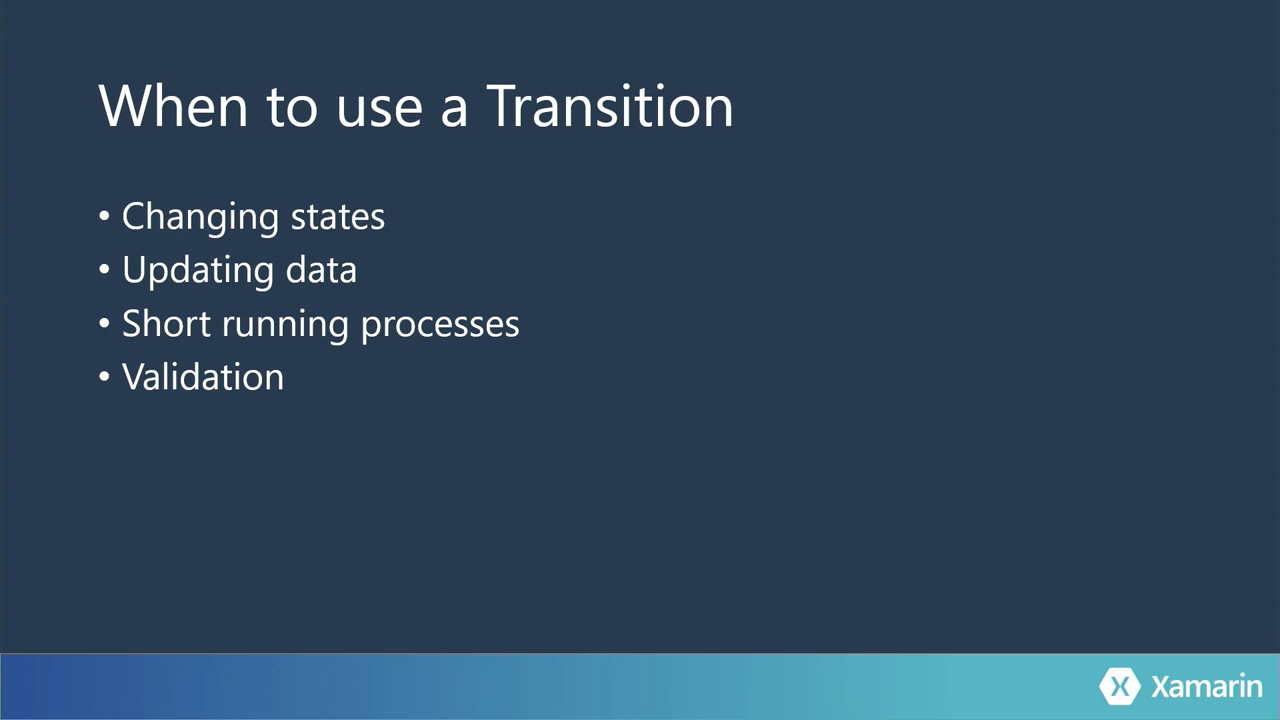 When to use a Transition
• Changing states
• Updating data
• Short running processes
• Validation
Xamarin